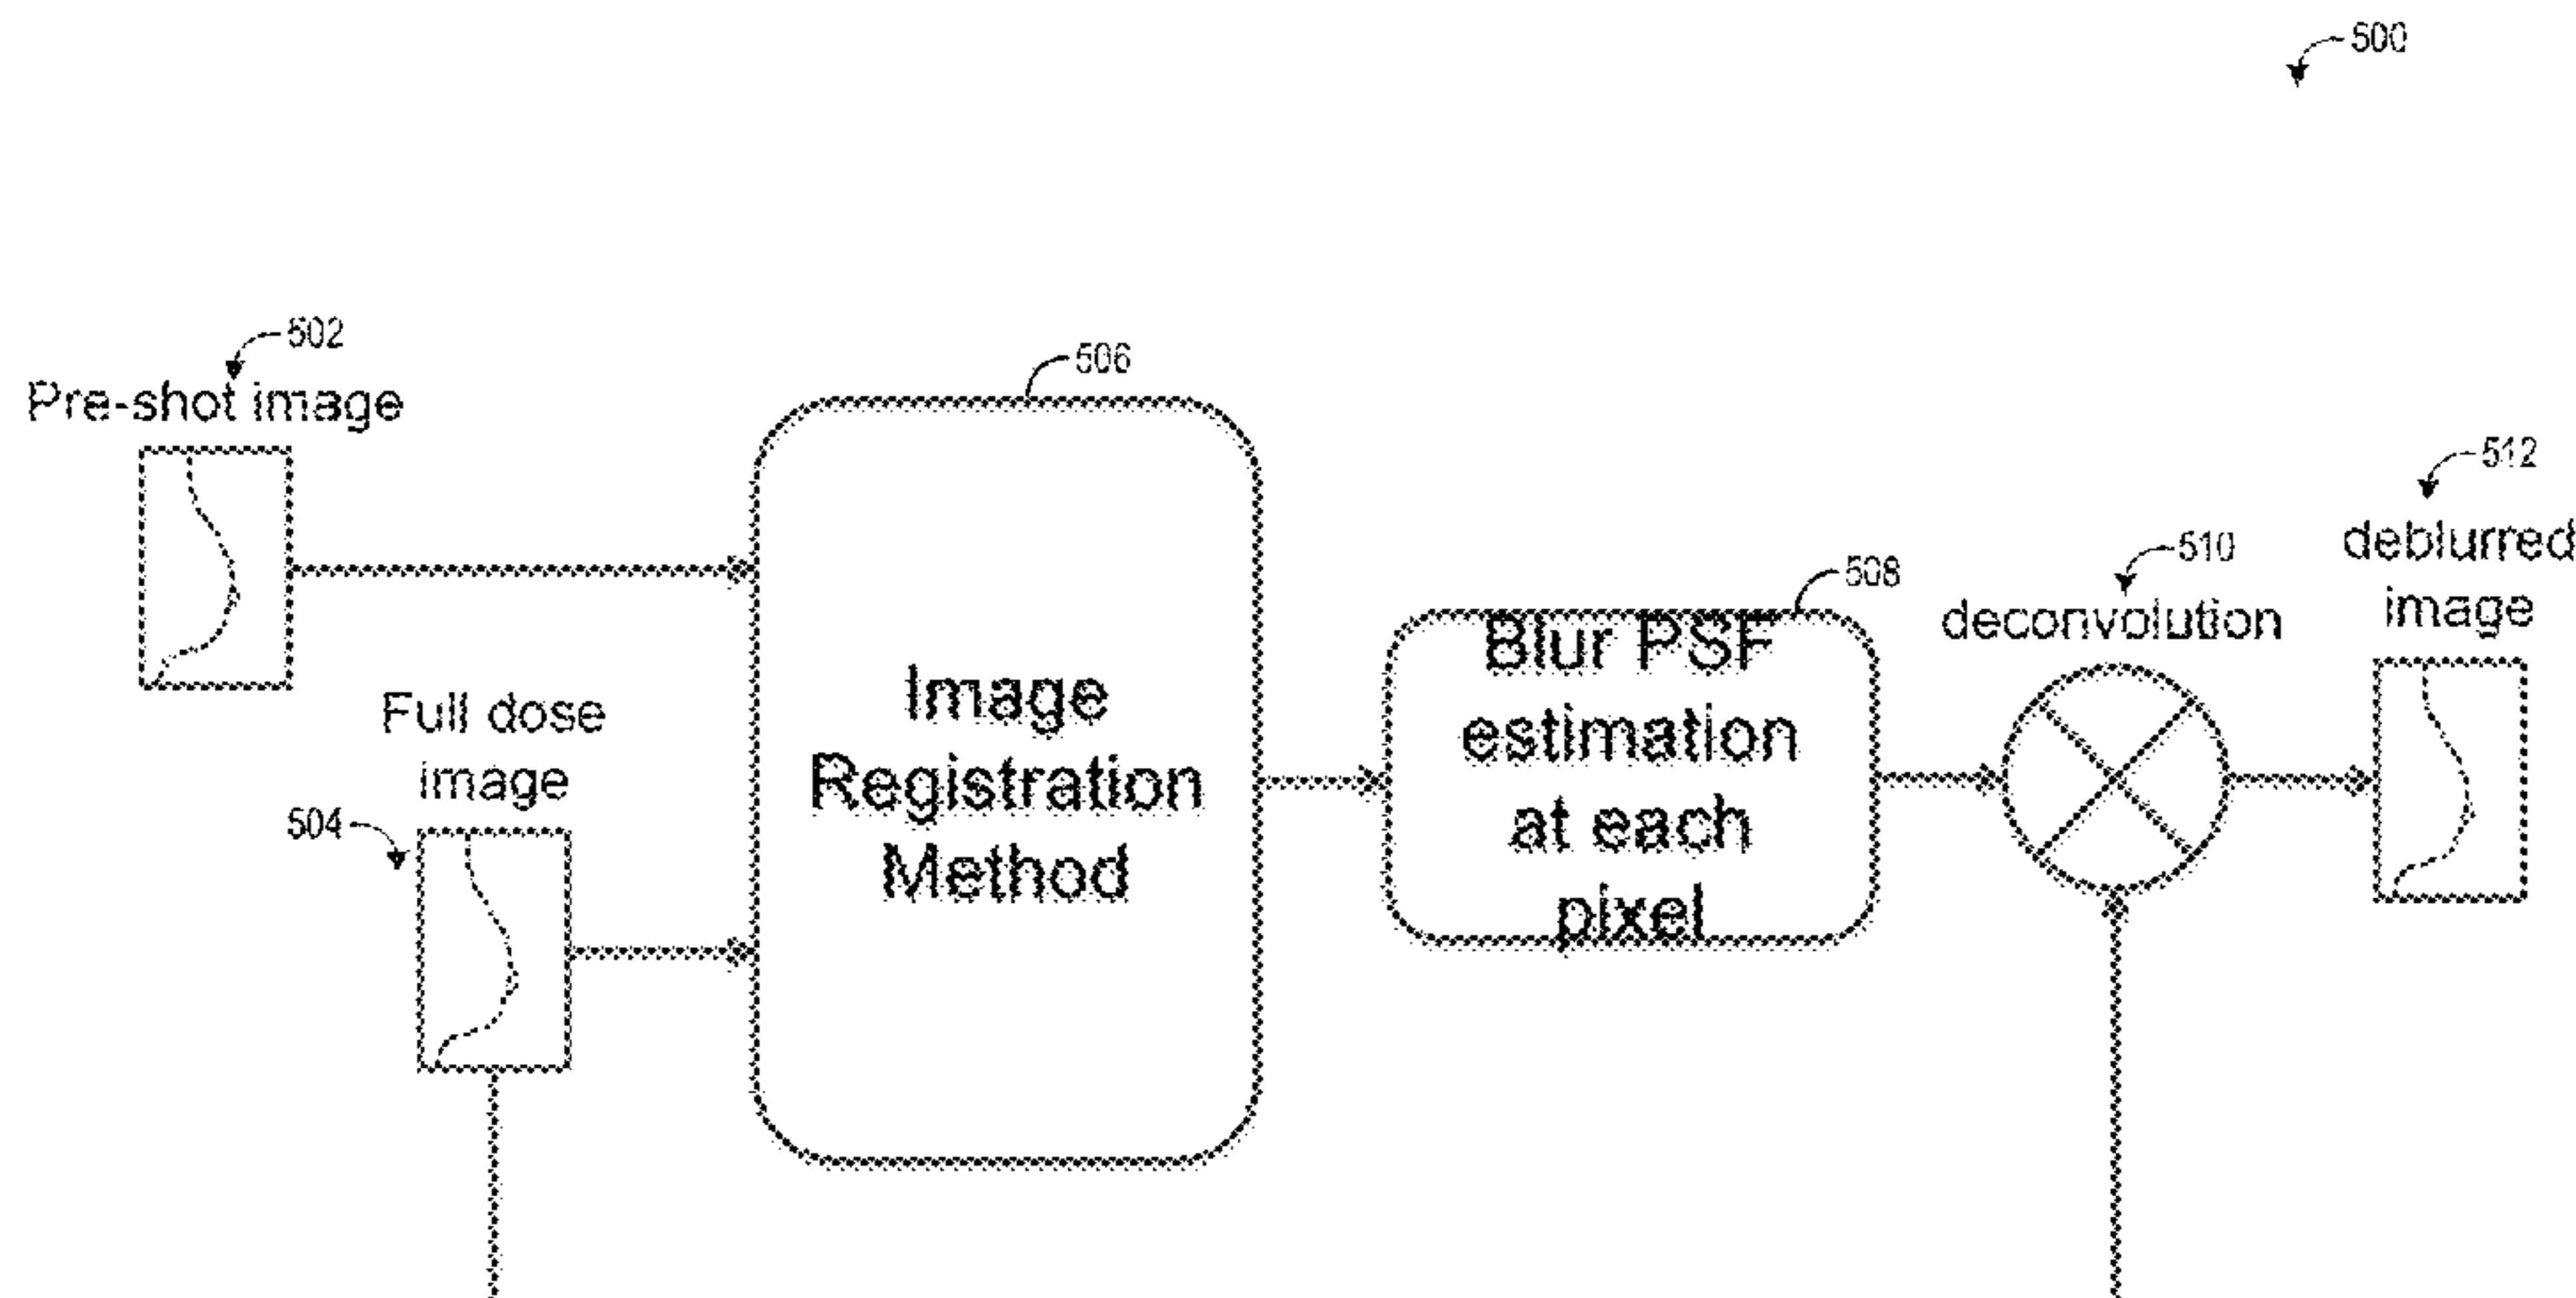 500
502
Pre-shot image
506
512
deblurred
image
510
deconvolution
508
Blur PSF
estimation
at each
pixel
Image
Registration
Method
Full dose
image
504